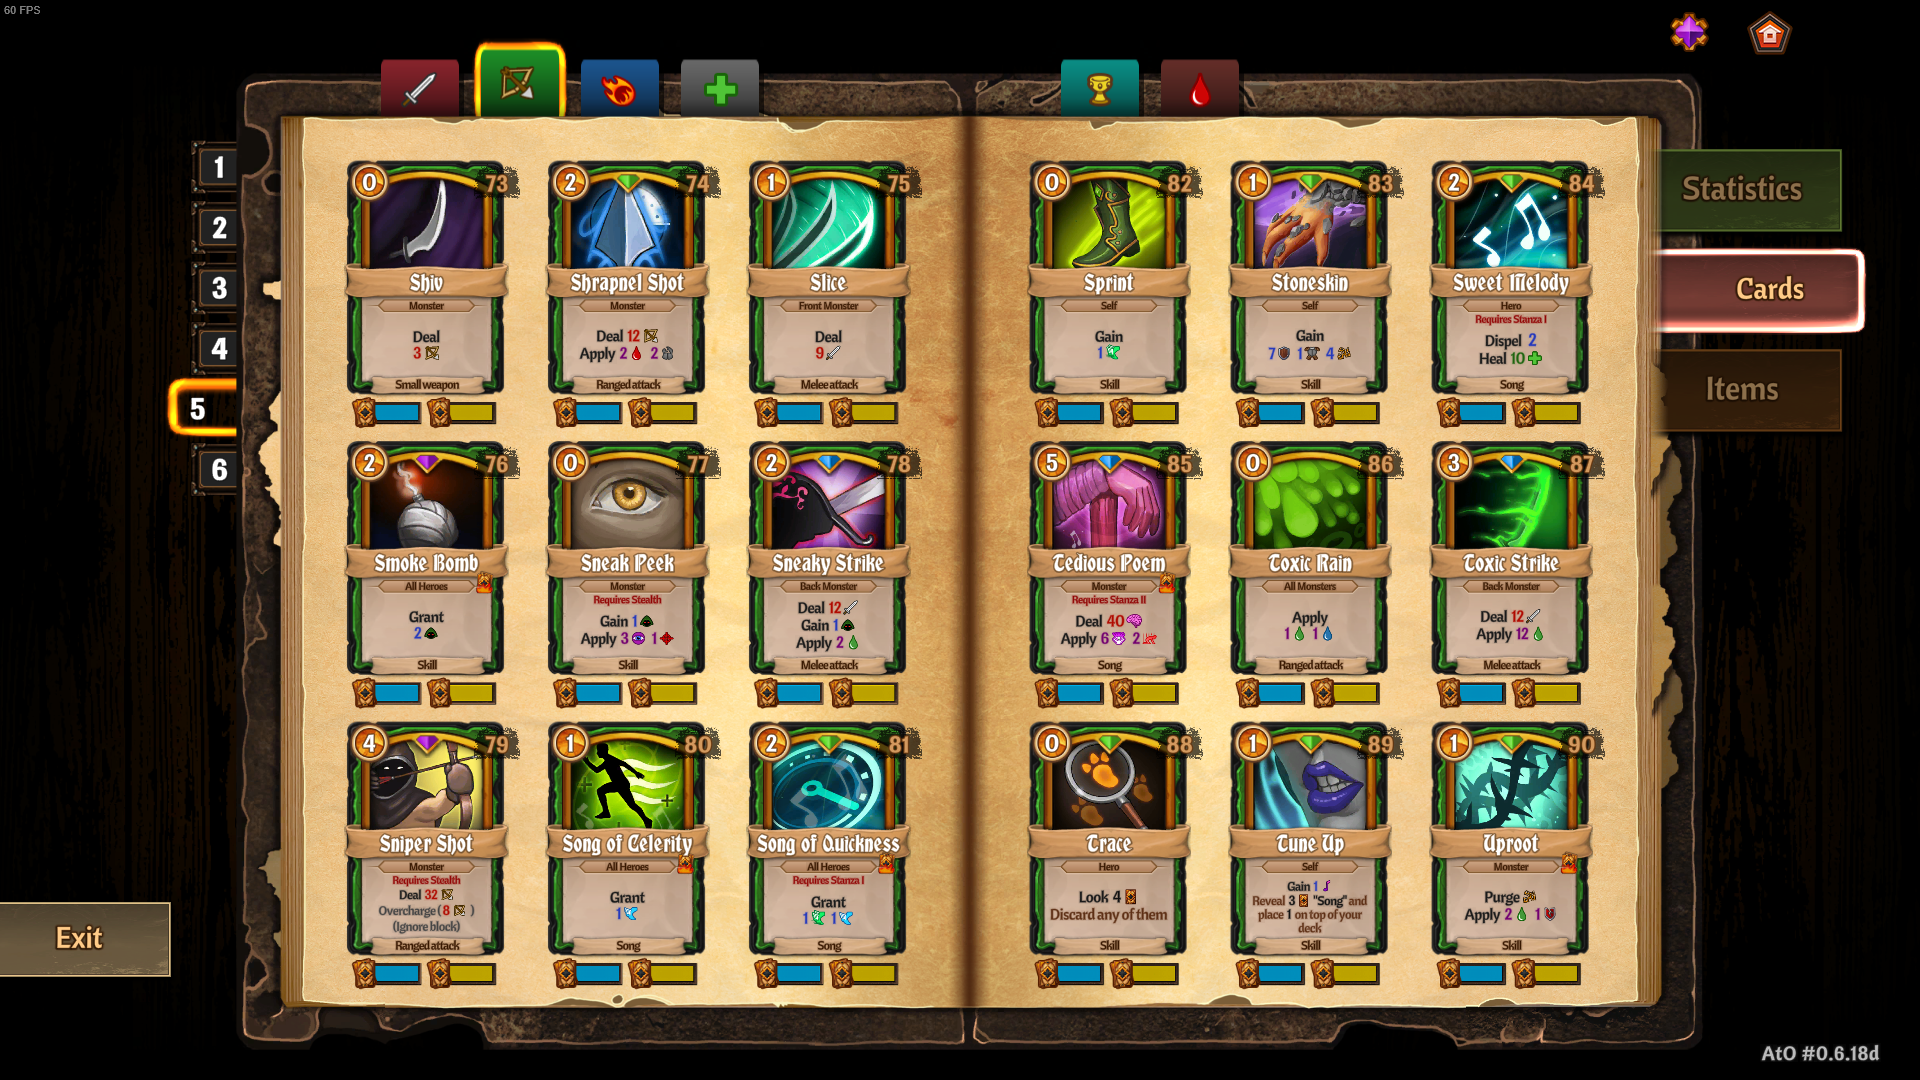 60 FPS
1
2
3
4
5
6
Statistics
Cards
Items
Exit
0
73
Shiv
Monster
Deal
3
Small weapon
2
74
Shrapnel Shot
Monster
Deal 12
Apply 2 2
Ranged attack
1
75
Slice
Front Monster
Deal
9
Melee attack
2
76
Smoke Bomb
All Heroes
Grant
2
Skill
0
77
Sneak Peek
Monster
Requires Stealth
Gain 1
Apply 3 1
Skill
2
78
Sneaky Strike
Back Monster
Deal 12
Gain 1
Apply 2
Melee attack
4
79
Sniper Shot
Monster
Requires Stealth
Deal 32
Overcharge ( 8 )
(Ignore block)
Ranged attack
1
80
Song of Celerity
All Heroes
Grant
1
Song
2
81
Song of Quickness
All Heroes
Requires Stanza I
Grant
1 1
Song
0
82
Sprint
Self
Gain
1
Skill
1
83
Stoneskin
Self
Gain
7 1 4
Skill
2
84
Sweet Melody
Hero
Requires Stanza I
Dispel 2
Heal 10
Song
5
85
Tedious Poem
Monster
Requires Stanza II
Deal 40
Apply 6 2
Song
0
86
Toxic Rain
All Monsters
Apply
1 1
Ranged attack
3
87
Toxic Strike
Back Monster
Deal 12
Apply 12
Melee attack
0
88
Trace
Hero
Look 4
Discard any of them
Skill
1
89
Tune Up
Self
Gain 1
Reveal 3 "Song" and
place 1 on top of your
deck
Skill
1
90
Uproot
Monster
Purge
Apply 2 1
Skill
AtO #0.6.18d